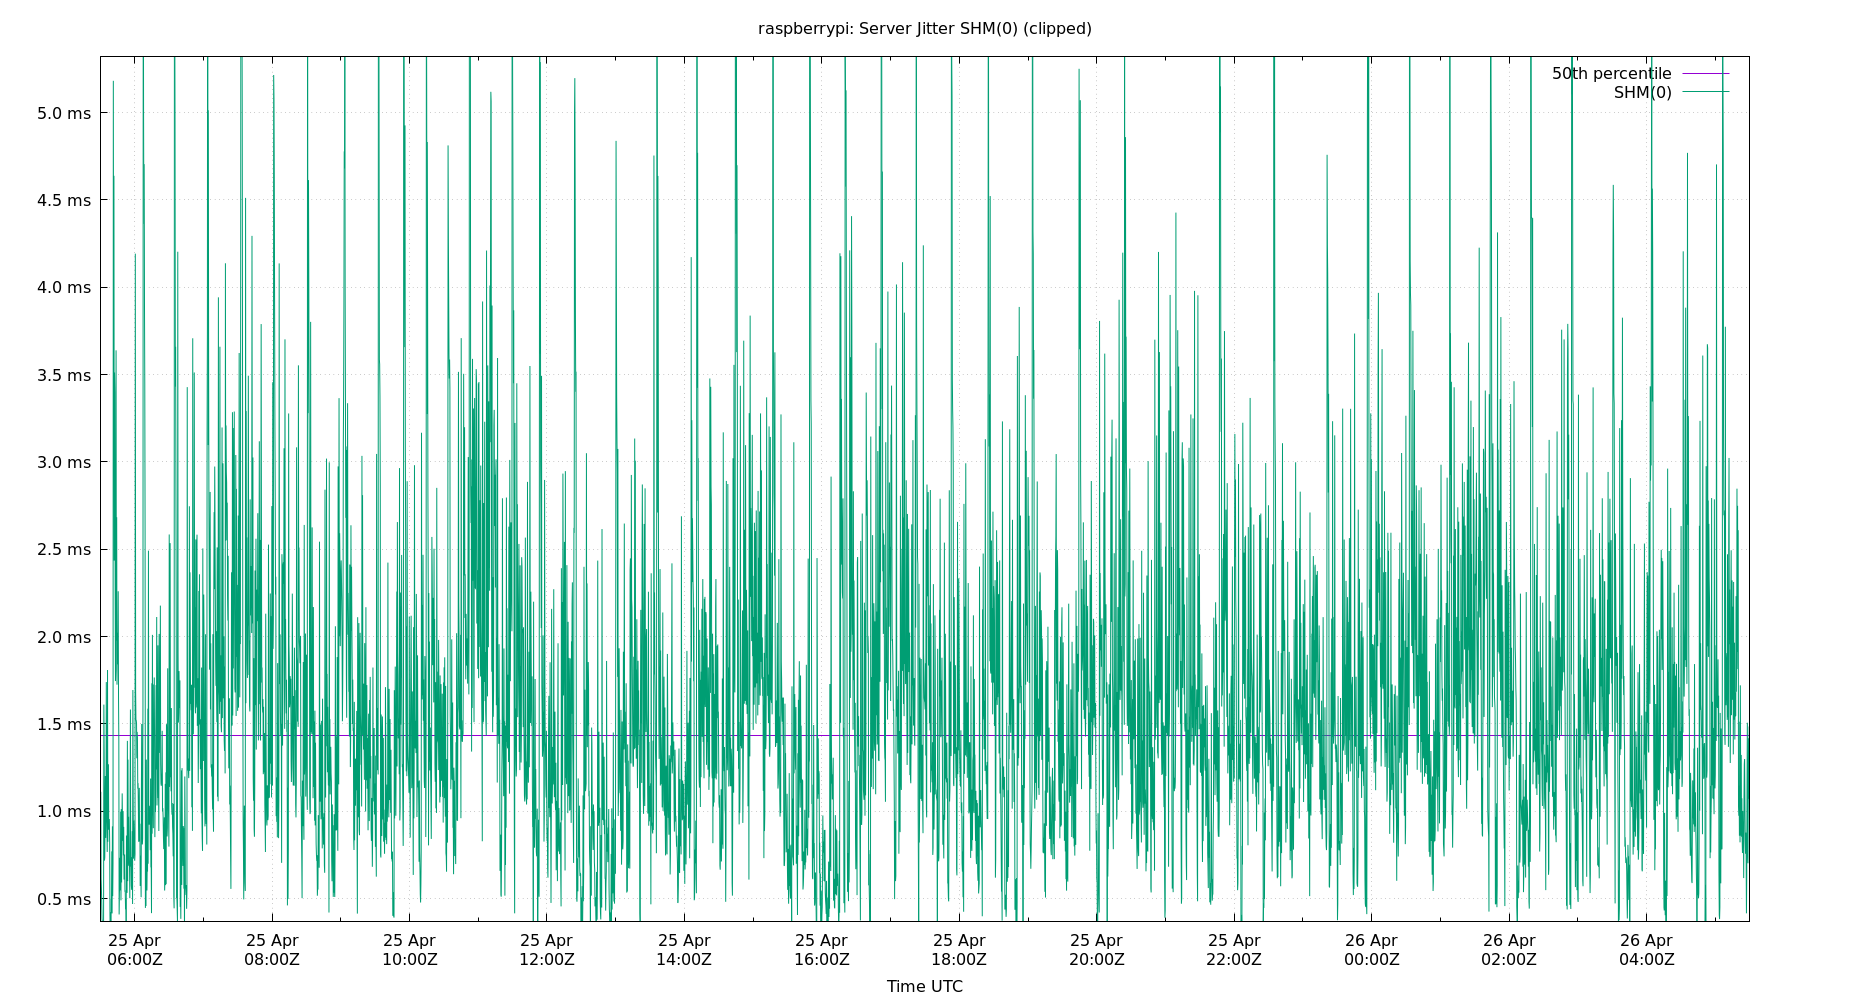 raspberrypi: Server Jitter SHM(0) (clipped)
50th percentile
SHM(0)
5.0 ms
4.5 ms
4.0 ms
3.5 ms
3.0 ms
2.5 ms
2.0 ms
1.5 ms
1.0 ms
0.5 ms
25 Apr 25 Apr 25 Apr 25 Apr 25 Apr 25 Apr 25 Apr 25 Apr 25 Apr 26 Apr 26 Apr 26 Apr
06:00Z 08:00Z 10:00Z 12:00Z 14:00Z 16:00Z 18:00Z 20:00Z 22:00Z 00:00Z 02:00Z 04:00Z
Time UTC